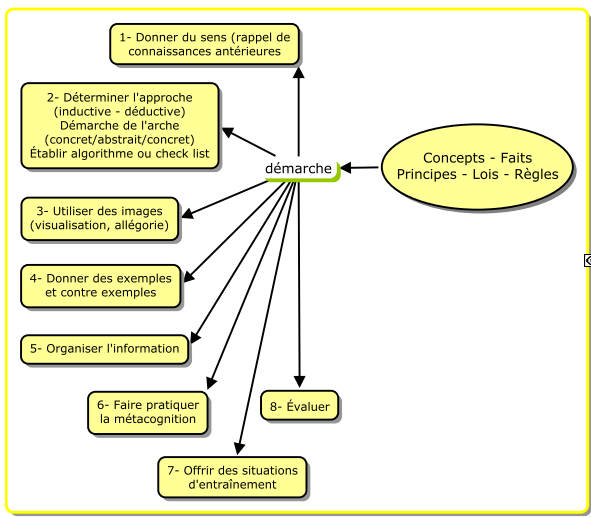 1- Donner du sens (rappel de
connaissances antérieures
2- Déterminer l'approche
(inductive - déductive)
Démarche de l'arche
(concret/abstrait/concret)
Établir algorithme ou check list
démarche
Concepts - Faits
Principes - Lois - Règles
3- Utiliser des images
(visualisation, allégorie)
4- Donner des exemples
et contre exemples
5- Organiser l'information
6- Faire pratiquer
la métacognition
8- Évaluer
7- Offrir des situations
d'entraînement